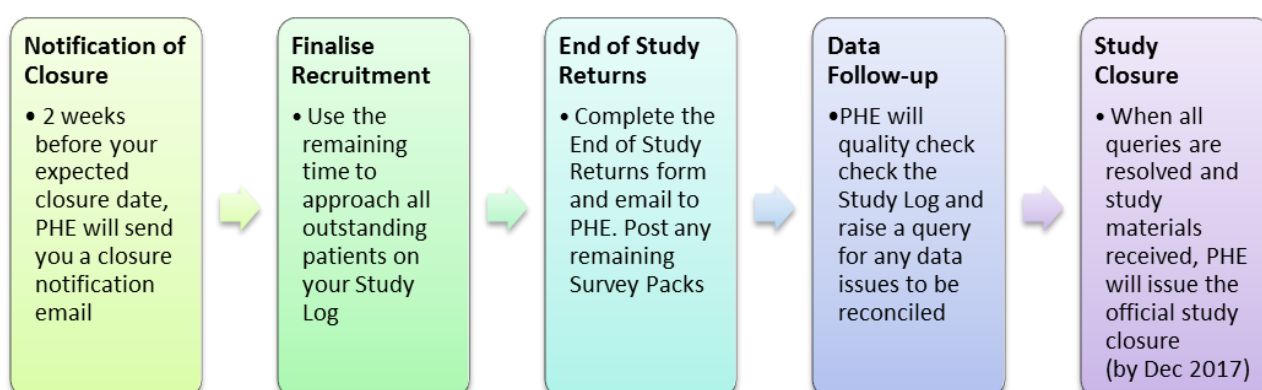 Notification of
Closure
• 2 weeks
before your
expected
closure date,
PHE will send
you a closure
notification
email
Finalise
Recruitment
• Use the
remaining
time to
approach all
outstanding
patients on
your Study
Log
End of Study
Returns
• Complete the
End of Study
Returns form
and email to
PHE. Post any
remaining
Survey Packs
Data
Follow-up
•PHE will
quality check
check the
Study Log and
raise a query
for any data
issues to be
reconciled
Study
Closure
• When all
queries are
resolved and
study
materials
received, PHE
will issue the
official study
closure
(by Dec 2017)